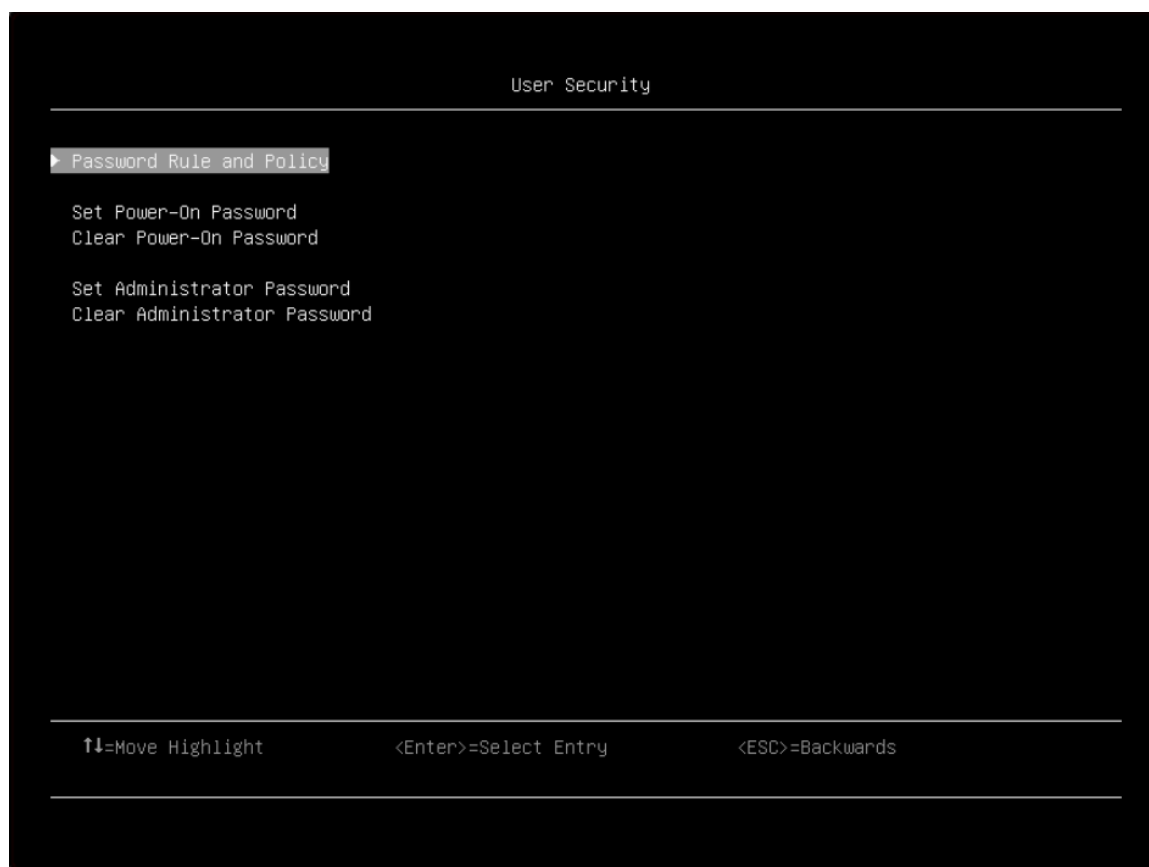 User Security
Password Rule and Policy
Set Power-On Password
Clear Power-On Password
Set Administrator Password
Clear Administrator Password
↑↓=Move Highlight <Enter>=Select Entry <ESC>=Backwards